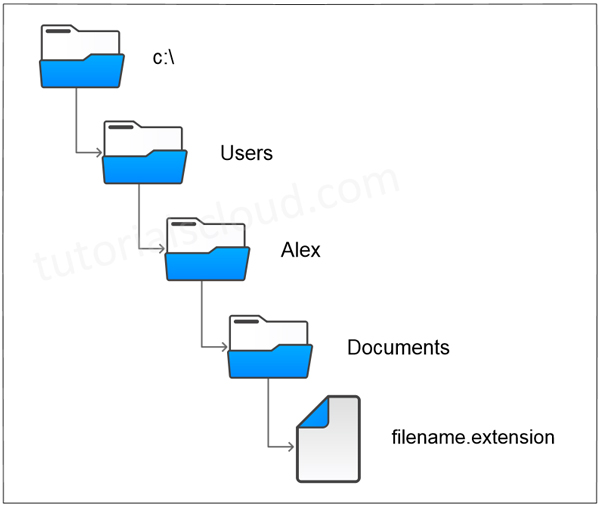 c:\
Users
tutorialscloud.com
Alex
Documents
filename.extension